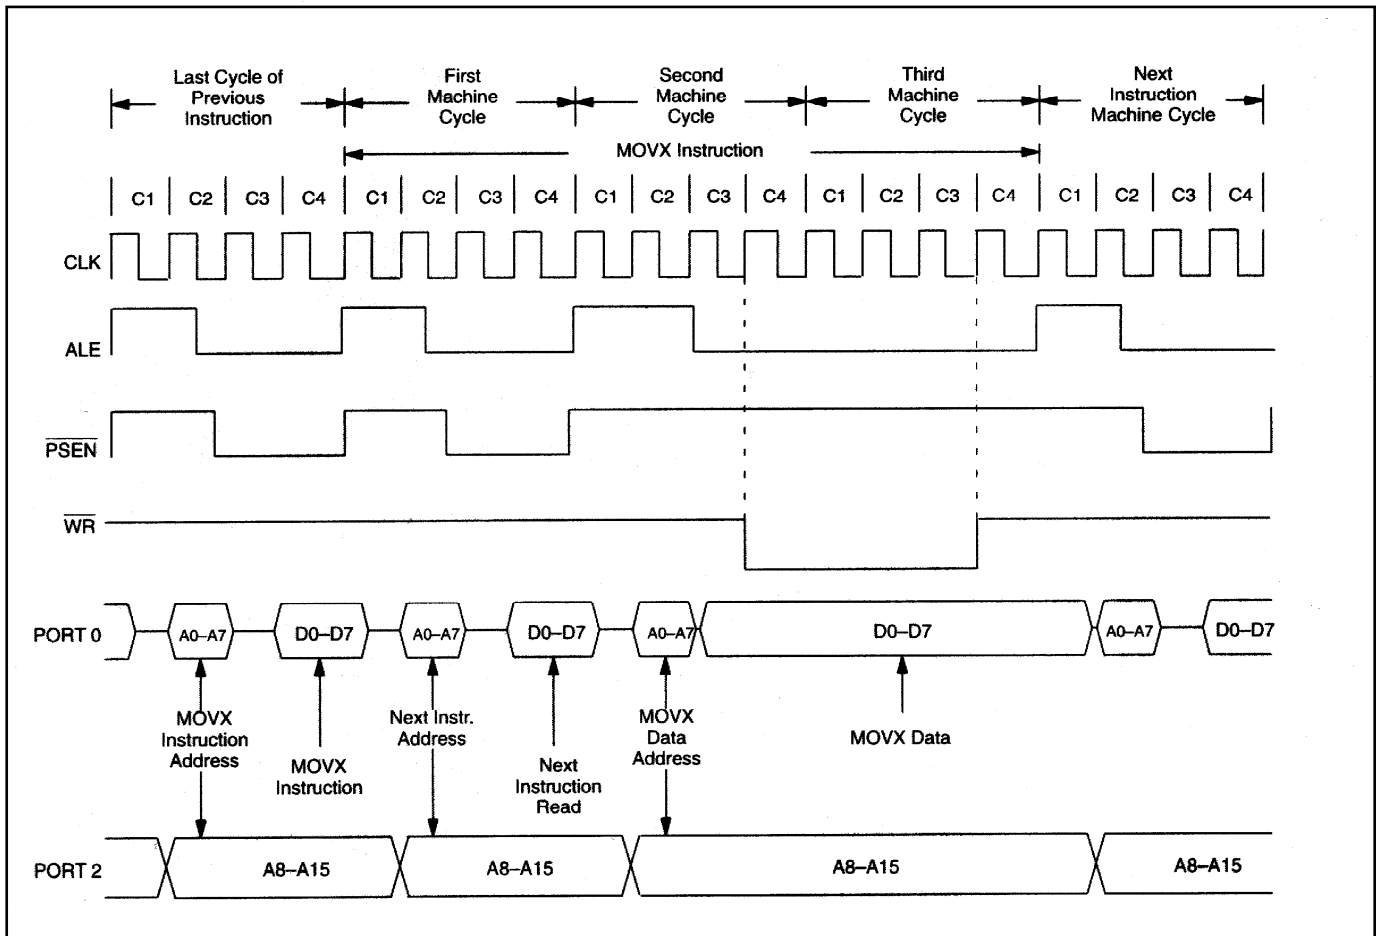 Last Cycle of
Previous
Instruction
First
Machine
Cycle
Second
Machine
Cycle
Third
Machine
Cycle
Next
Instruction
Machine Cycle
MOVX Instruction
C1 C2 C3 C4 C1 C2 C3 C4 C1 C2 C3 C4 C1 C2 C3 C4 C1 C2 C3 C4
CLK
ALE
PSEN
WR
PORT 0
A0–A7
D0–D7
A0–A7
D0–D7
A0–A7
D0–D7
A0–A7
D0–D7
MOVX
Instruction
Address
MOVX
Instruction
Next Instr.
Address
Next
Instruction
Read
MOVX
Data
Address
MOVX Data
PORT 2
A8–A15
A8–A15
A8–A15
A8–A15